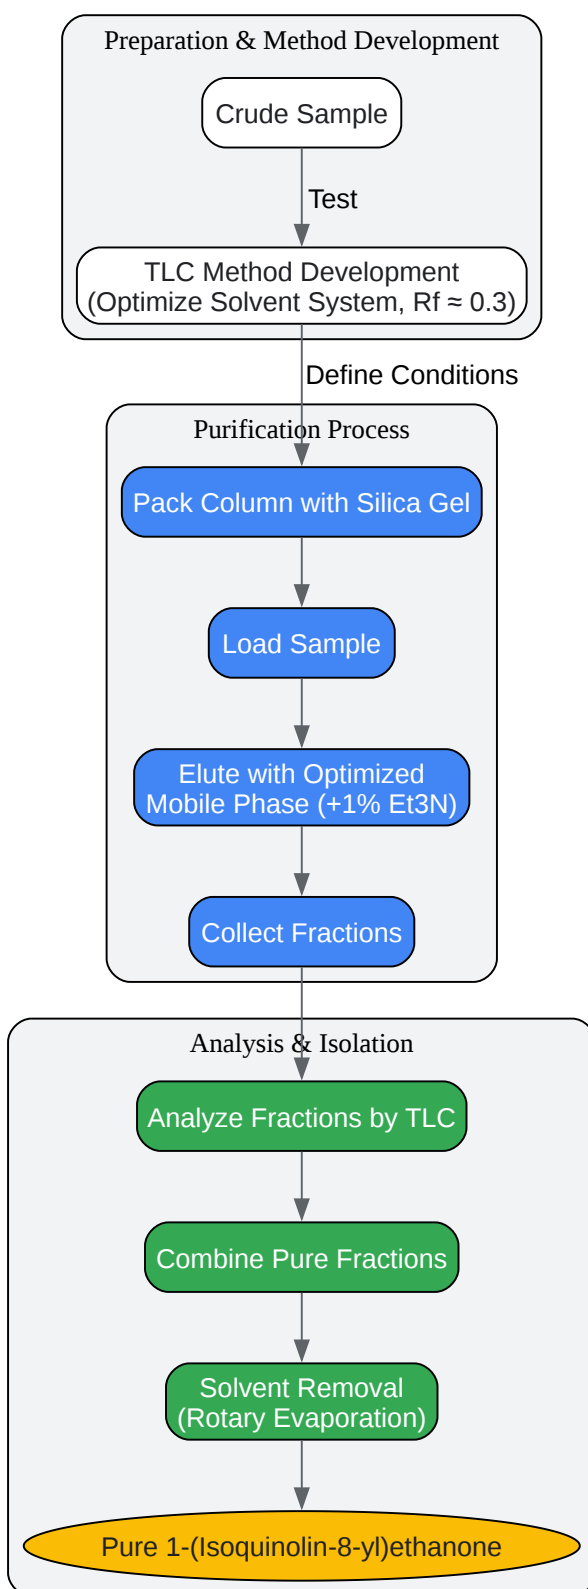 Preparation & Method Development
Crude Sample
Test
TLC Method Development
(Optimize Solvent System, Rf ≈ 0.3)
Define Conditions
Purification Process
Pack Column with Silica Gel
Load Sample
Elute with Optimized
Mobile Phase (+1% Et3N)
Collect Fractions
Analysis & Isolation
Analyze Fractions by TLC
Combine Pure Fractions
Solvent Removal
(Rotary Evaporation)
Pure 1-(Isoquinolin-8-yl)ethanone